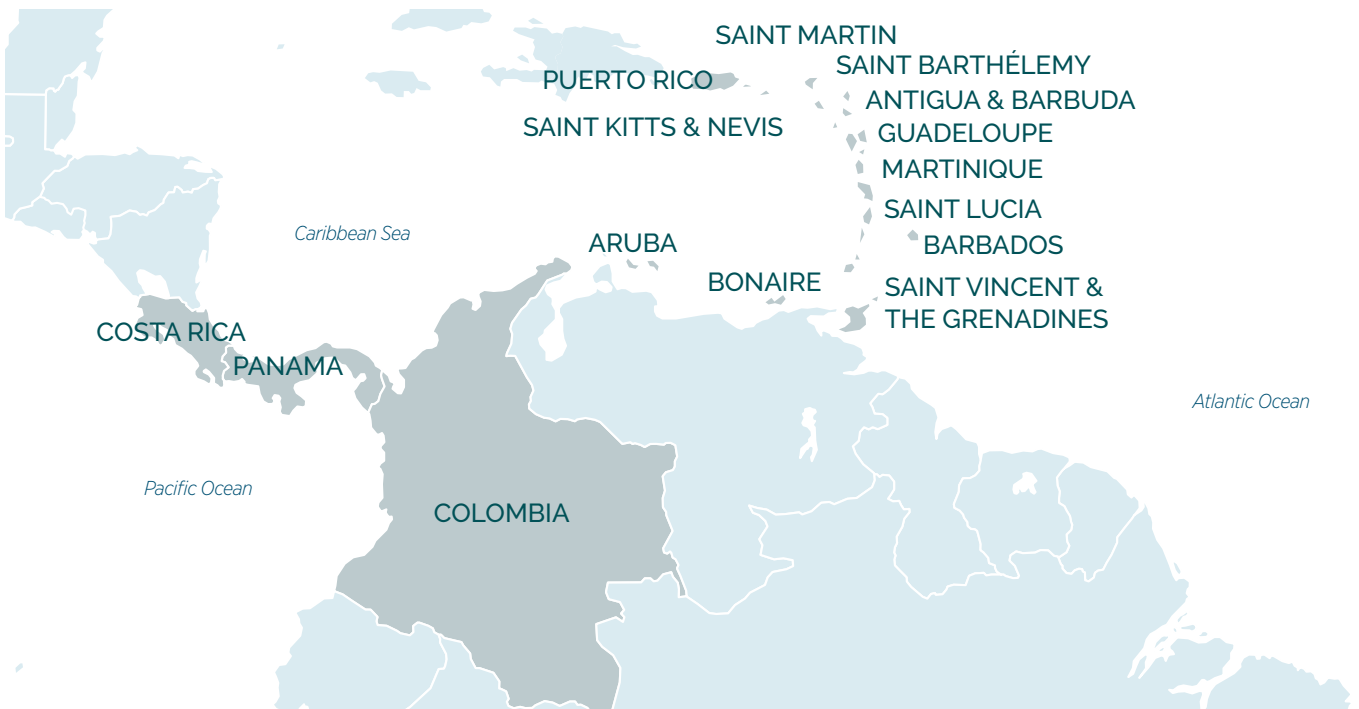 SAINT MARTIN
SAINT BARTHÉLEMY
PUERTO RICO
ANTIGUA & BARBUDA
SAINT KITTS & NEVIS
GUADELOUPE
MARTINIQUE
SAINT LUCIA
Caribbean Sea
ARUBA
BARBADOS
BONAIRE
SAINT VINCENT &
THE GRENADINES
COSTA RICA
PANAMA
Atlantic Ocean
Pacific Ocean
COLOMBIA